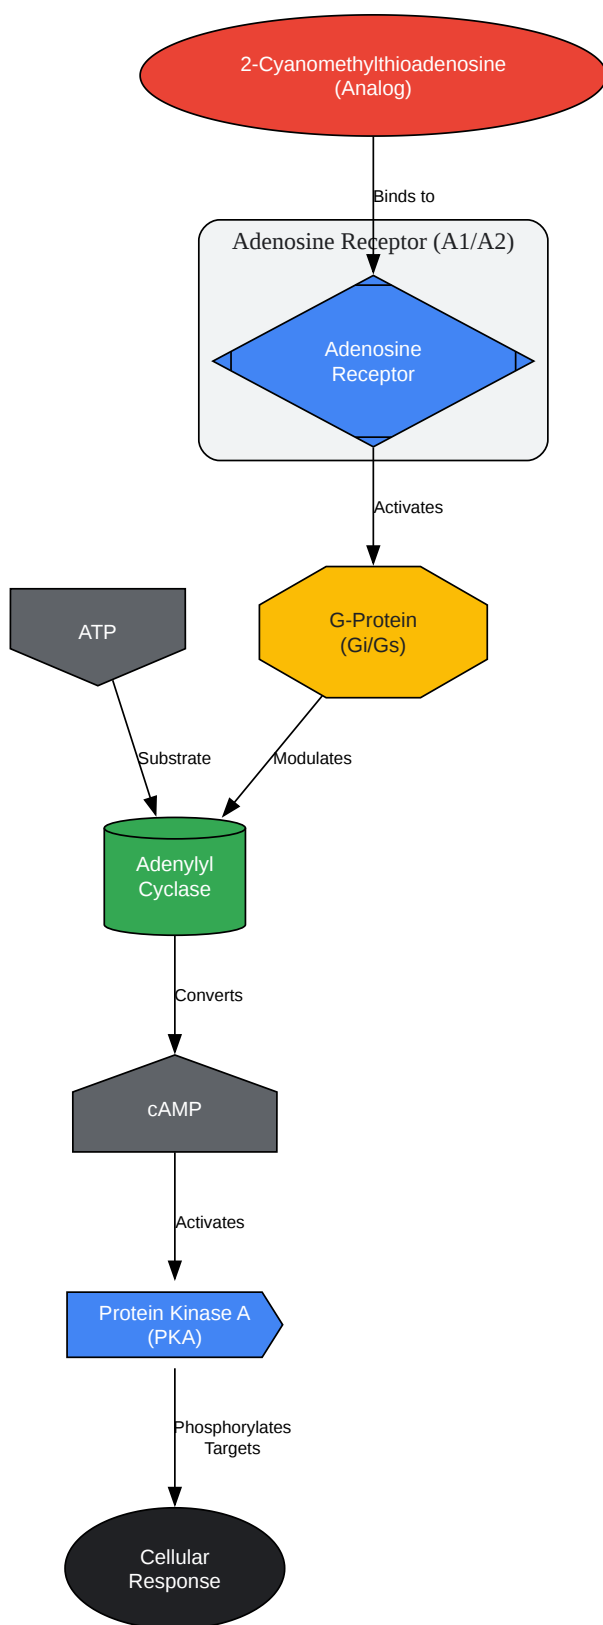 2-Cyanomethylthioadenosine
(Analog)
Binds to
Adenosine Receptor (A1/A2)
Adenosine
Receptor
Activates
ATP
G-Protein
(Gi/Gs)
Substrate
Modulates
Adenylyl
Cyclase
Converts
cAMP
Activates
Protein Kinase A
(PKA)
Phosphorylates
Targets
Cellular
Response